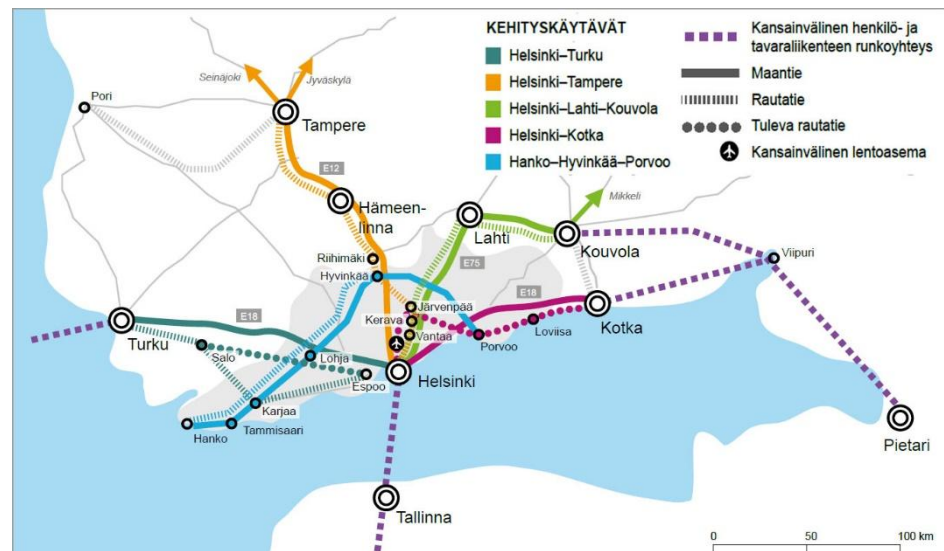 KEHITYSKÄYTÄVÄT
Helsinki–Turku
Helsinki–Tampere
Helsinki–Lahti–Kouvola
Helsinki–Kotka
Hanko–Hyvinkää–Porvoo
Kansainvälinen henkilö- ja
tavaraliikenteen runkoyhteys
Maantie
Rautatie
Tuleva rautatie
Kansainvälinen lentoasema
Seinäjoki
Jyväskylä
Pori
Tampere
E12
Hämeen-
linna
Mikkeli
Lahti
Kouvola
Riihimäki
Hyvinkää
E75
Viipuri
Järvenpää
E18
Kerava
Loviisa
Kotka
E18
Vantaa
Porvoo
Turku
Salo
Lohja
Helsinki
Espoo
Karjaa
Hanko
Tammisaari
Pietari
Tallinna
0 50 100 km